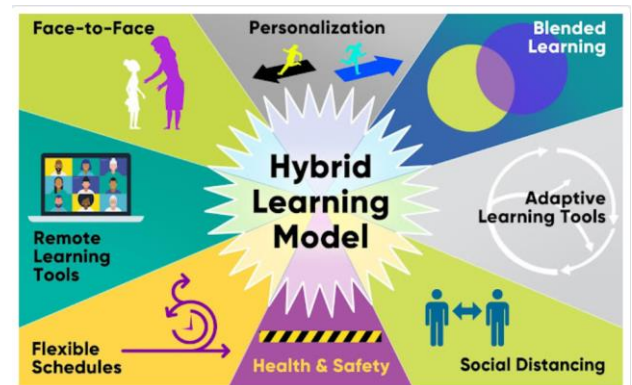 Face-to-Face
Personalization
Blended
Learning
Hybrid
Learning
Model
Remote
Learning
Tools
Adaptive
Learning Tools
Flexible
Schedules
Health & Safety
Social Distancing